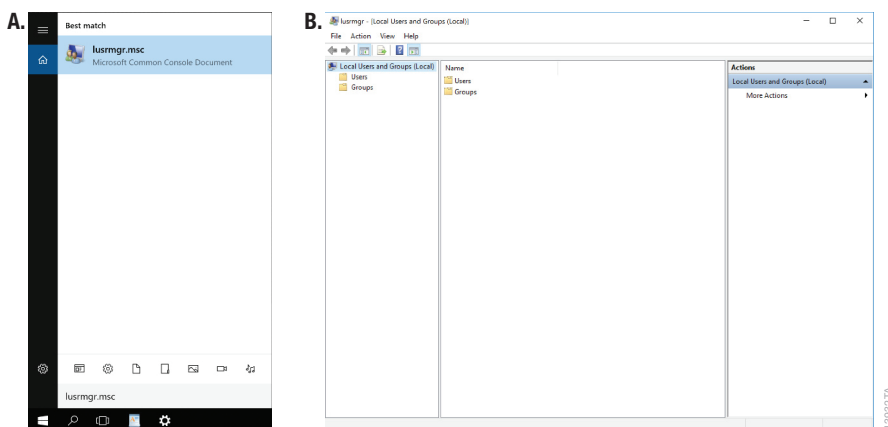 A.
Best match
lusrmgr.msc
Microsoft Common Console Document
lusrmgr.msc
B.
lusrmgr - [Local Users and Groups (Local)]
File Action View Help
Local Users and Groups (Local)
Users
Groups
Name
Users
Groups
Actions
Local Users and Groups (Local)
More Actions